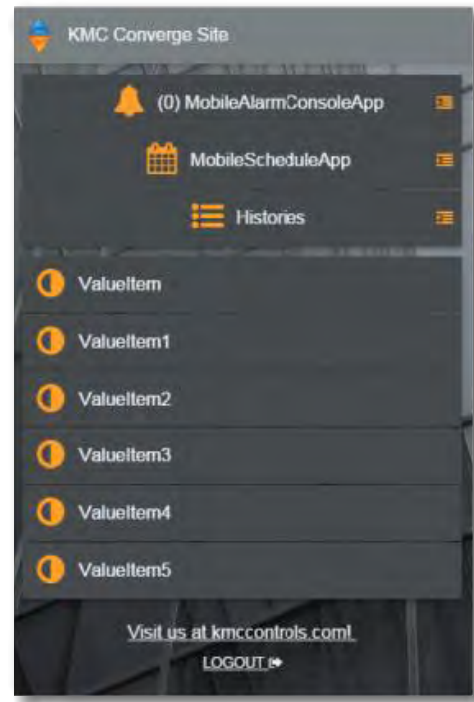 KMC Converge Site
(0) MobileAlarmConsoleApp
MobileScheduleApp
Histories
ValueItem
ValueItem1
ValueItem2
ValueItem3
ValueItem4
ValueItem5
Visit us at kmccontrols.com!
LOGOUT